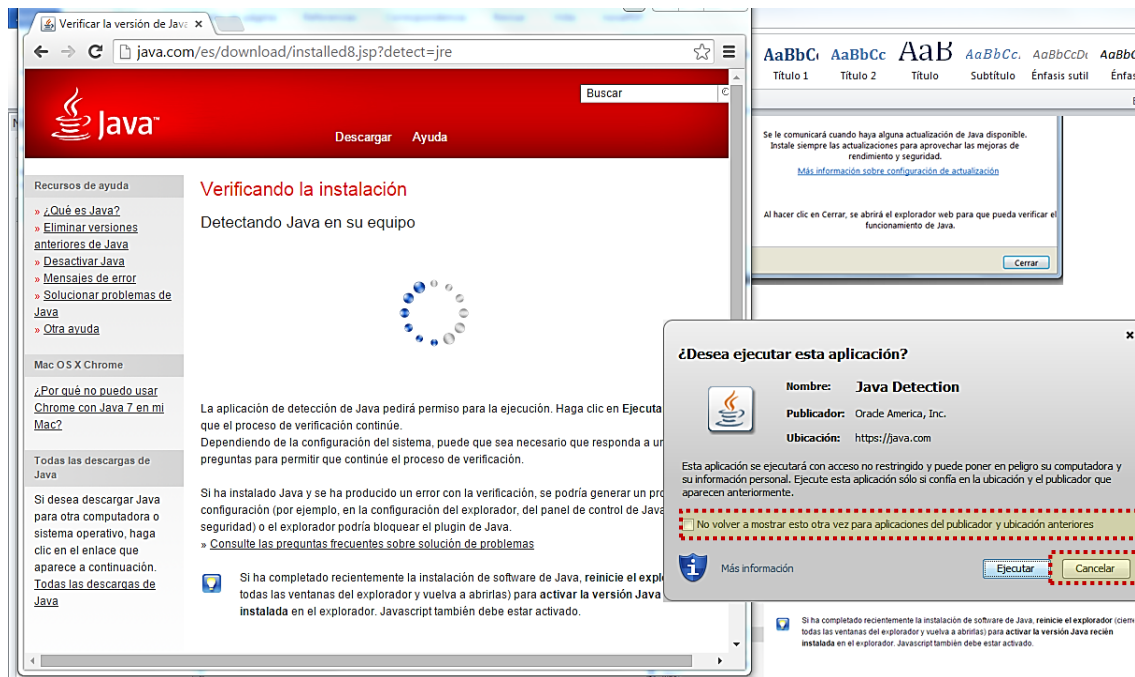 Verificar la versión de Java
java.com/es/download/installed8.jsp?detect=jre
Buscar
Java™
Descargar Ayuda
Recursos de ayuda
» ¿Qué es Java?
» Eliminar versiones
anteriores de Java
» Desactivar Java
» Mensajes de error
» Solucionar problemas de
Java
» Otra ayuda
Mac OS X Chrome
¿Por qué no puedo usar
Chrome con Java 7 en mi
Mac?
Todas las descargas de
Java
Si desea descargar Java
para otra computadora o
sistema operativo, haga
clic en el enlace que
aparece a continuación.
Todas las descargas de
Java
Verificando la instalación
Detectando Java en su equipo
La aplicación de detección de Java pedirá permiso para la ejecución. Haga clic en Ejecuta
que el proceso de verificación continúe.
Dependiendo de la configuración del sistema, puede que sea necesario que responda a
preguntas para permitir que continúe el proceso de verificación.
Si ha instalado Java y se ha producido un error con la verificación, se podría generar un
configuración (por ejemplo, en la configuración del explorador, del panel de control de Java
seguridad) o el explorador podría bloquear el plugin de Java.
» Consulte las preguntas frecuentes sobre solución de problemas
Si ha completado recientemente la instalación de software de Java, reinicie el
todas las ventanas del explorador y vuelva a abrirlas) para activar la versión Java
instalada en el explorador. Javascript también debe estar activado.
AaBbC AaBbCc AaB AaBbCc. AaBbCcD AaBbC
Título 1 Título 2 Título Subtítulo Énfasis sutil Énfas
Se le comunicará cuando haya alguna actualización de Java disponible.
Instale siempre las actualizaciones para aprovechar las mejoras de
rendimiento y seguridad.
Más información sobre configuración de actualización
Al hacer clic en Cerrar, se abrirá el explorador web para que pueda verificar el
funcionamiento de Java.
Cerrar
¿Desea ejecutar esta aplicación?
Nombre: Java Detection
Publicador: Oracle America, Inc.
Ubicación: https://java.com
Esta aplicación se ejecutará con acceso no restringido y puede poner en peligro su computadora y
su información personal. Ejecute esta aplicación sólo si confía en la ubicación y el publicador que
aparecen anteriormente.
No volver a mostrar esto otra vez para aplicaciones del publicador y ubicación anteriores
Más información
Ejecutar Cancelar
Si ha completado recientemente la instalación de software de Java, reinicie el explorador (cierre
todas las ventanas del explorador y vuelva a abrirlas) para activar la versión Java recién
instalada en el explorador. Javascript también debe estar activado.